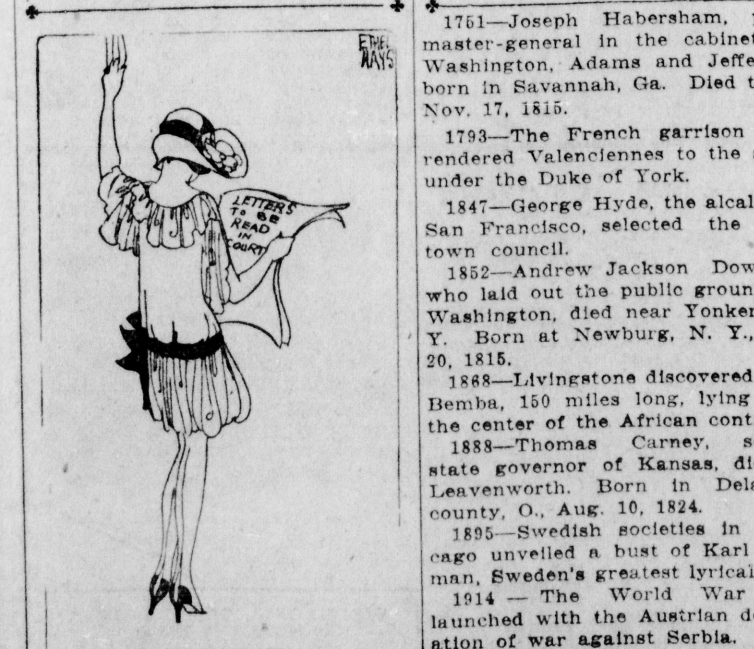 ETHEL
HAYS
LETTERS
TO BE
READ
IN
COURT
1751—Joseph Habersham,
master-general in the cabinet
Washington, Adams and Jeffe
born in Savannah, Ga. Died
Nov. 17, 1815.
1793—The French garrison
rendered Valenciennes to the
under the Duke of York.
1847—George Hyde, the alcal
San Francisco, selected the
town council.
1852—Andrew Jackson Dow
who laid out the public groun
Washington, died near Yonker
Y. Born at Newburg, N. Y.,
20, 1815.
1868—Livingstone discovered
Bemba, 150 miles long, lying
the center of the African cont
1888—Thomas Carney, s
state governor of Kansas, di
Leavenworth. Born in Dela
county, O., Aug. 10, 1824.
1895—Swedish societies in
cago unveiled a bust of Karl
man, Sweden's greatest lyrical
1914 — The World War
launched with the Austrian de
ation of war against Serbia.